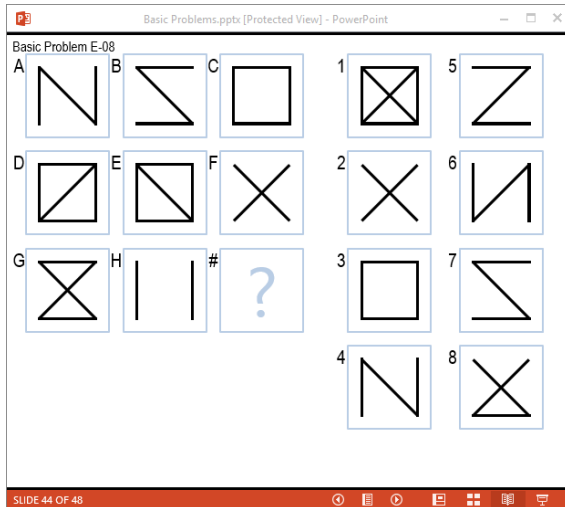 Basic Problems.pptx [Protected View] - PowerPoint
Basic Problem E-08
A B C 1 5
D E F 2 6
G H # ? 3 7
4 8
SLIDE 44 OF 48